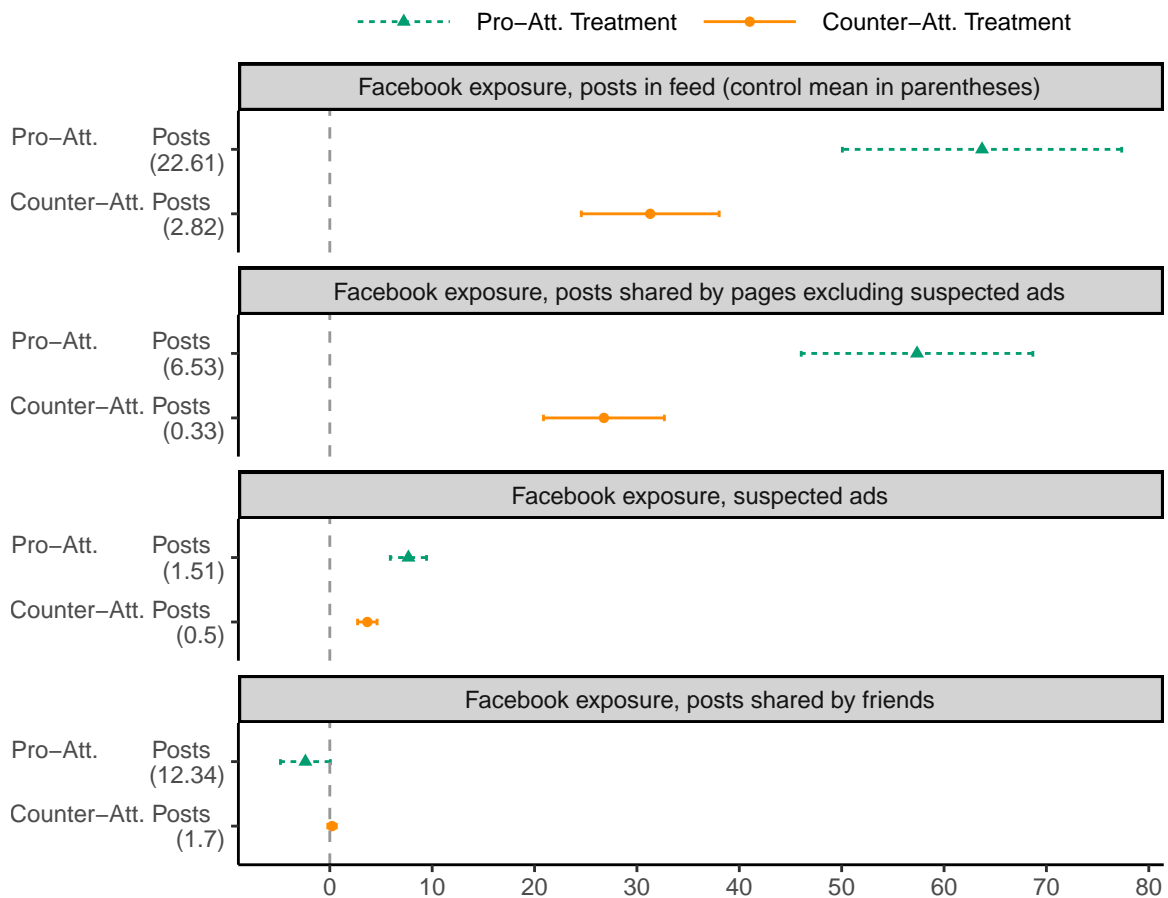 Pro−Att. Treatment Counter−Att. Treatment
Facebook exposure, posts in feed (control mean in parentheses)
Pro−Att. Posts
(22.61)
Counter−Att. Posts
(2.82)
Facebook exposure, posts shared by pages excluding suspected ads
Pro−Att. Posts
(6.53)
Counter−Att. Posts
(0.33)
Facebook exposure, suspected ads
Pro−Att. Posts
(1.51)
Counter−Att. Posts
(0.5)
Facebook exposure, posts shared by friends
Pro−Att. Posts
(12.34)
Counter−Att. Posts
(1.7)
0 10 20 30 40 50 60 70 80